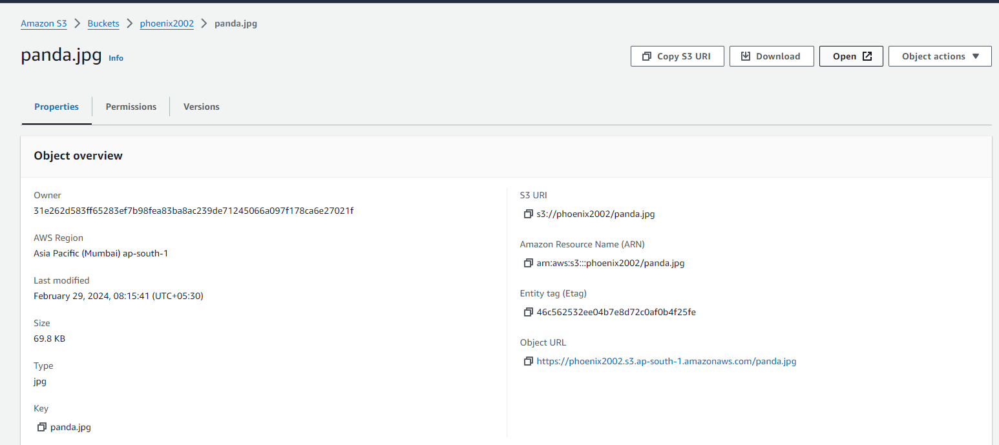 Amazon S3 > Buckets > phoenix2002 > panda.jpg
panda.jpg Info
Copy S3 URI
Download
Open
Object actions
Properties
Permissions
Versions
Object overview
Owner
31e262d583ff65283ef7b98fea83ba8ac239de71245066a097f178ca6e27021f
AWS Region
Asia Pacific (Mumbai) ap-south-1
Last modified
February 29, 2024, 08:15:41 (UTC+05:30)
Size
69.8 KB
Type
jpg
Key
panda.jpg
S3 URI
s3://phoenix2002/panda.jpg
Amazon Resource Name (ARN)
arn:aws:s3:::phoenix2002/panda.jpg
Entity tag (Etag)
46c562532ee04b7e8d72c0af0b4f25fe
Object URL
https://phoenix2002.s3.ap-south-1.amazonaws.com/panda.jpg